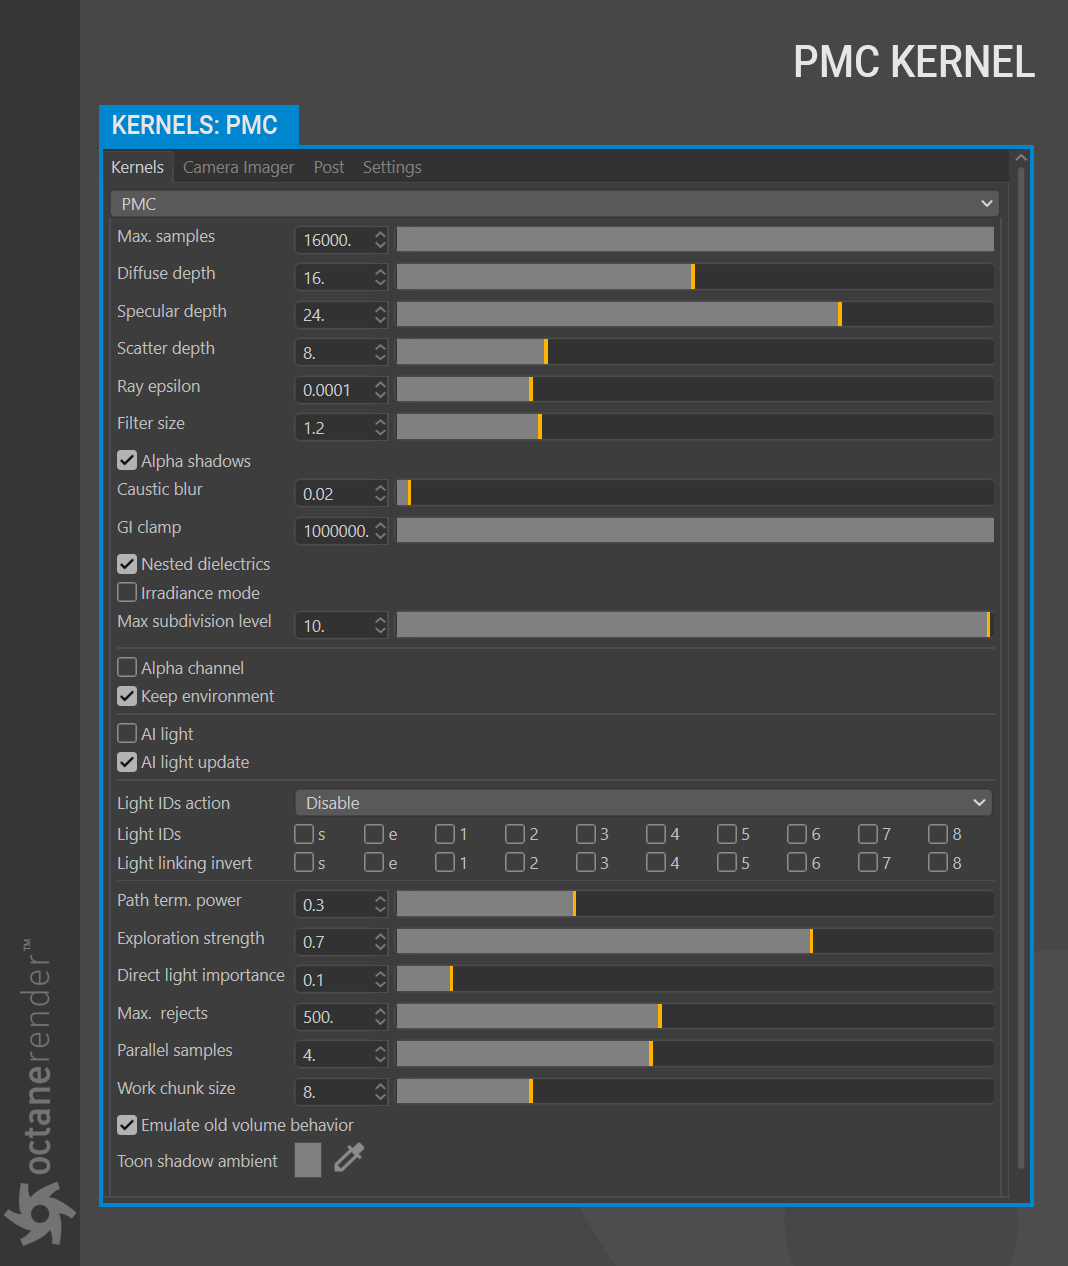 PMC KERNEL
KERNELS: PMC
Kernels Camera Imager Post Settings
PMC
Max. samples 16000.
Diffuse depth 16.
Specular depth 24.
Scatter depth 8.
Ray epsilon 0.0001
Filter size 1.2
Alpha shadows
Caustic blur 0.02
GI clamp 1000000.
Nested dielectrics
Irradiance mode
Max subdivision level 10.
Alpha channel
Keep environment
AI light
AI light update
Light IDs action Disable
Light IDs s e 1 2 3 4 5 6 7 8
Light linking invert s e 1 2 3 4 5 6 7 8
Path term. power 0.3
Exploration strength 0.7
Direct light importance 0.1
Max. rejects 500.
Parallel samples 4.
Work chunk size 8.
Emulate old volume behavior
Toon shadow ambient
octanerender™